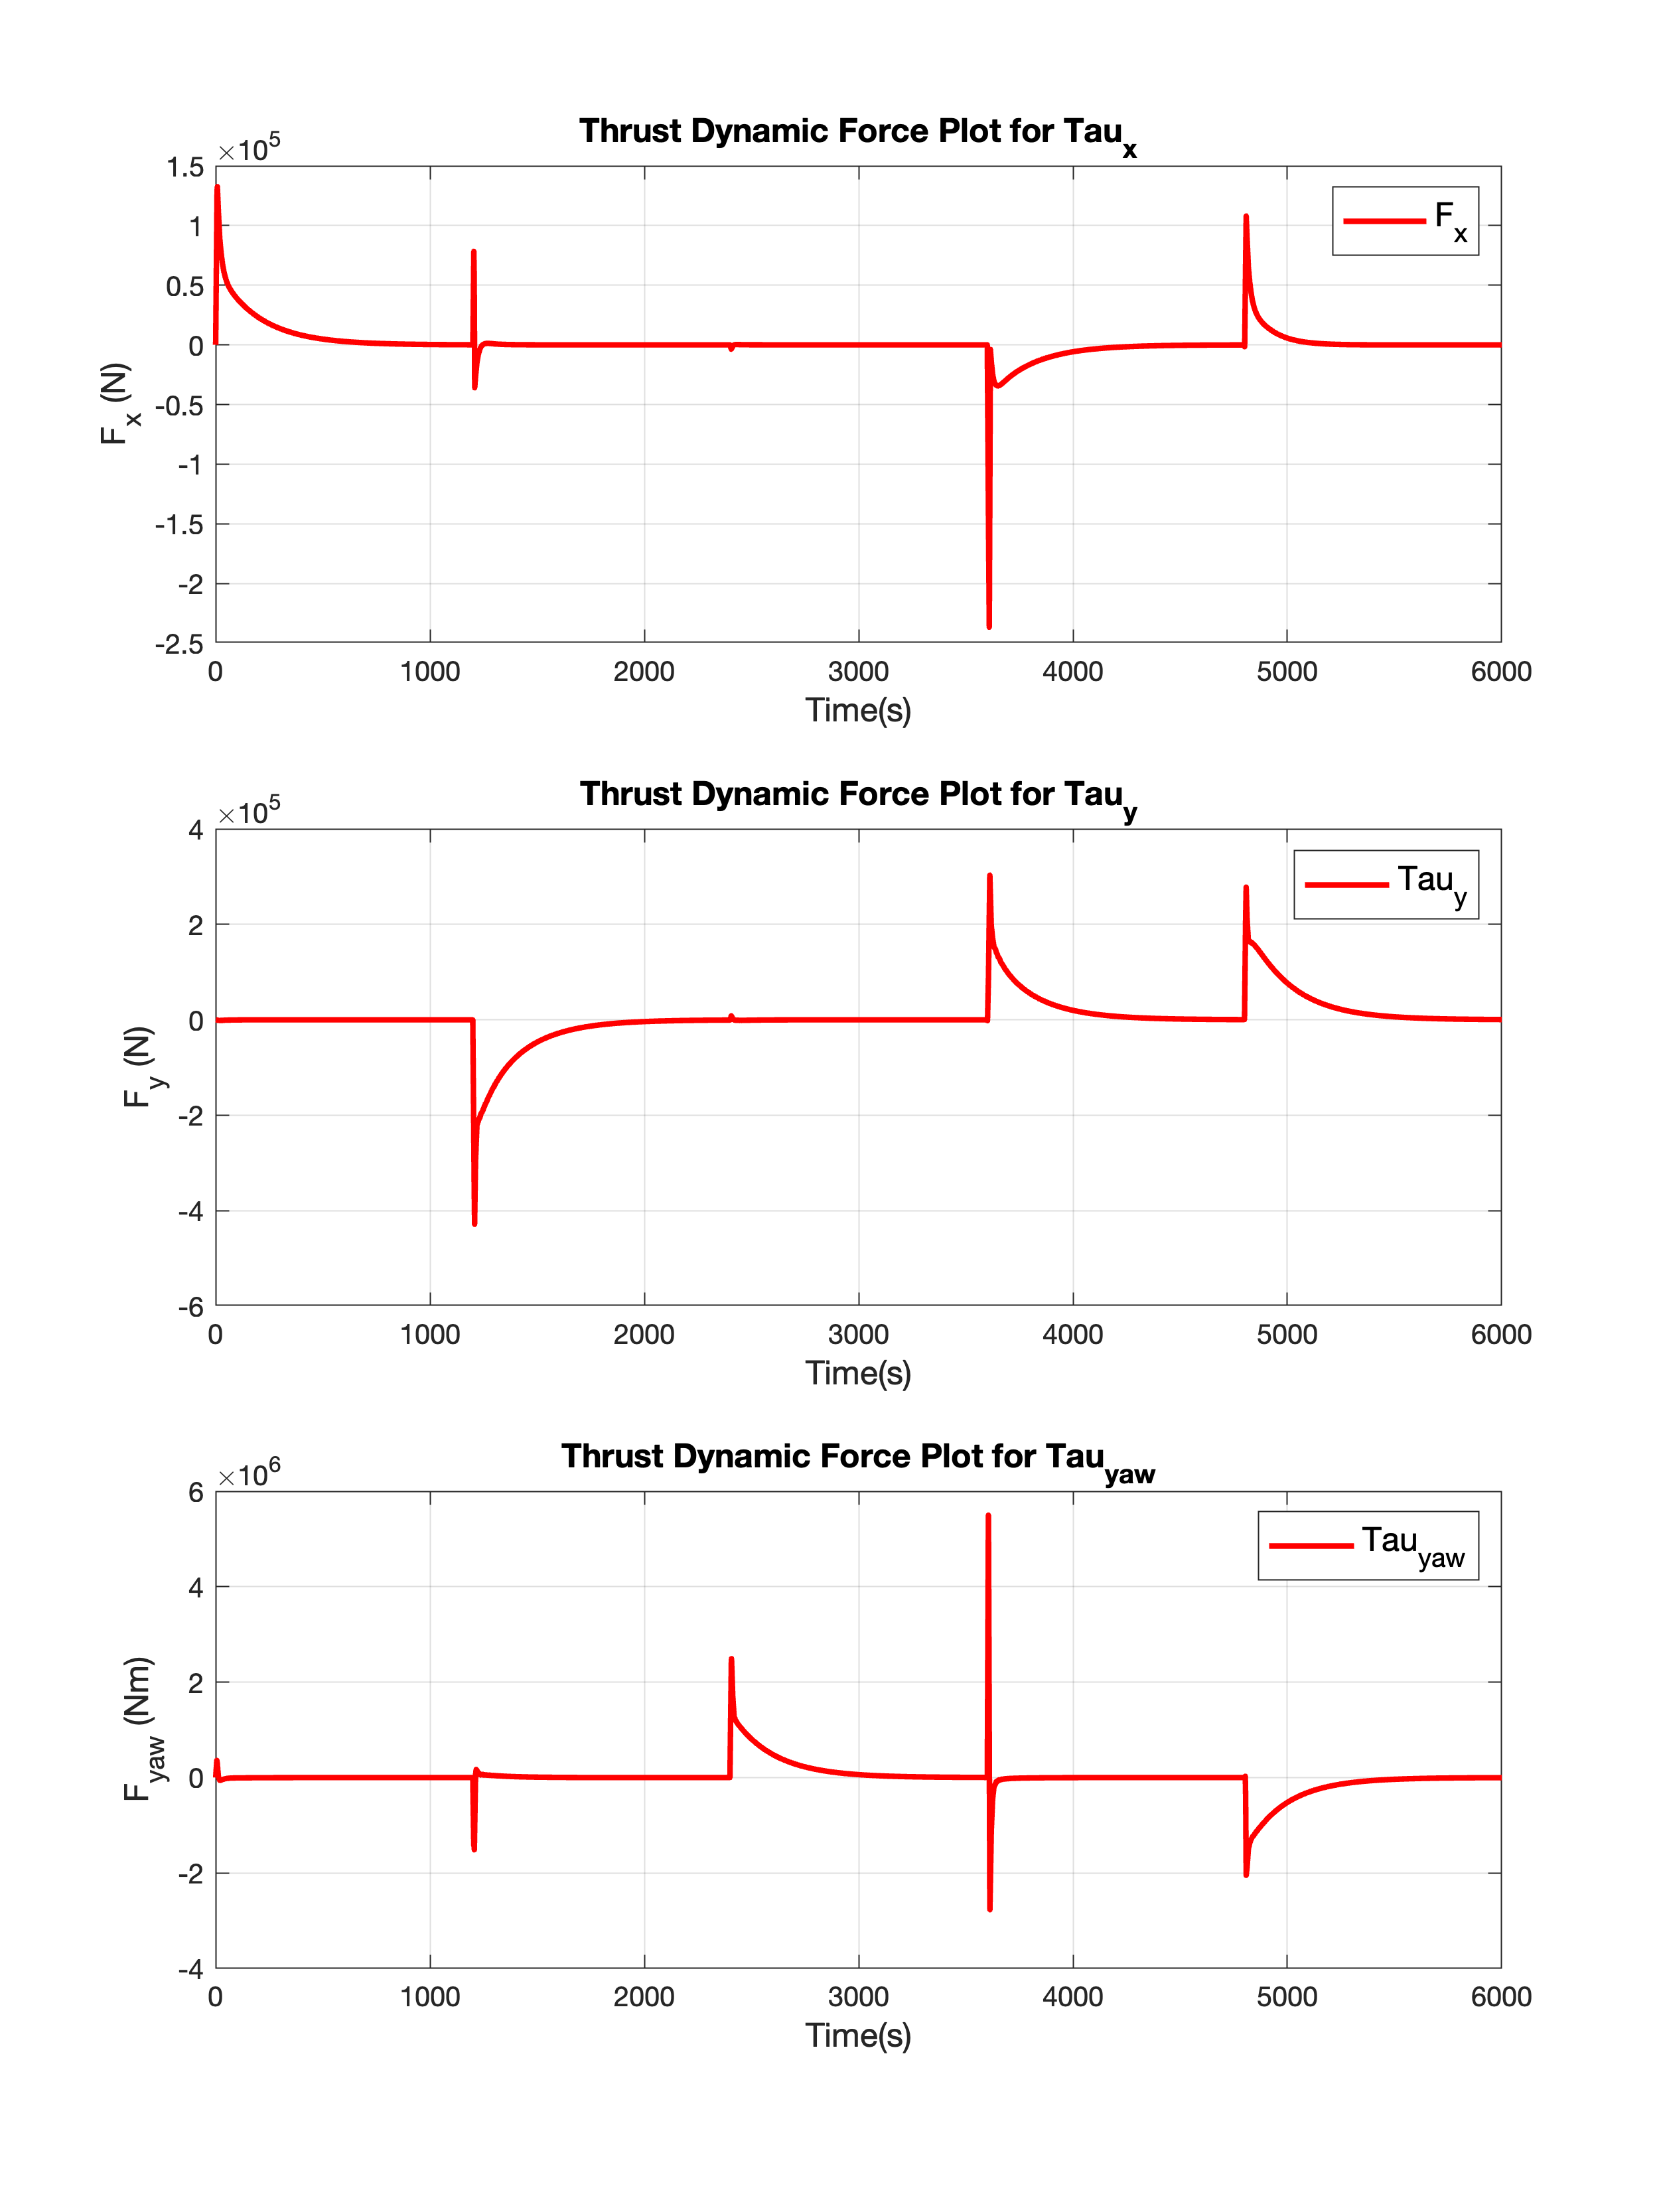 Thrust Dynamic Force Plot for Tau_x
×10^5
1.5
1
0.5
0
-0.5
-1
-1.5
-2
-2.5
F_x (N)
F_x
0 1000 2000 3000 4000 5000 6000
Time(s)
Thrust Dynamic Force Plot for Tau_y
×10^5
4
2
0
-2
-4
-6
F_y (N)
Tau_y
0 1000 2000 3000 4000 5000 6000
Time(s)
Thrust Dynamic Force Plot for Tau_yaw
×10^6
6
4
2
0
-2
-4
F_yaw (Nm)
Tau_yaw
0 1000 2000 3000 4000 5000 6000
Time(s)